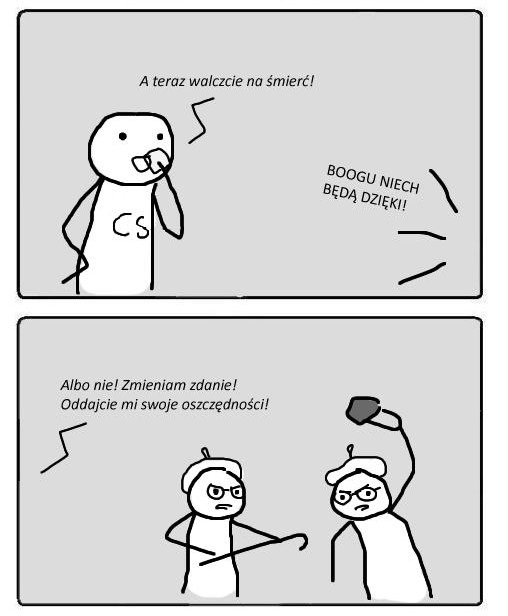 A teraz walczcie na śmierć!
BOOGU NIECH
BĘDĄ DZIĘKI!
CS
Albo nie! Zmieniam zdanie!
Oddajcie mi swoje oszczędności!